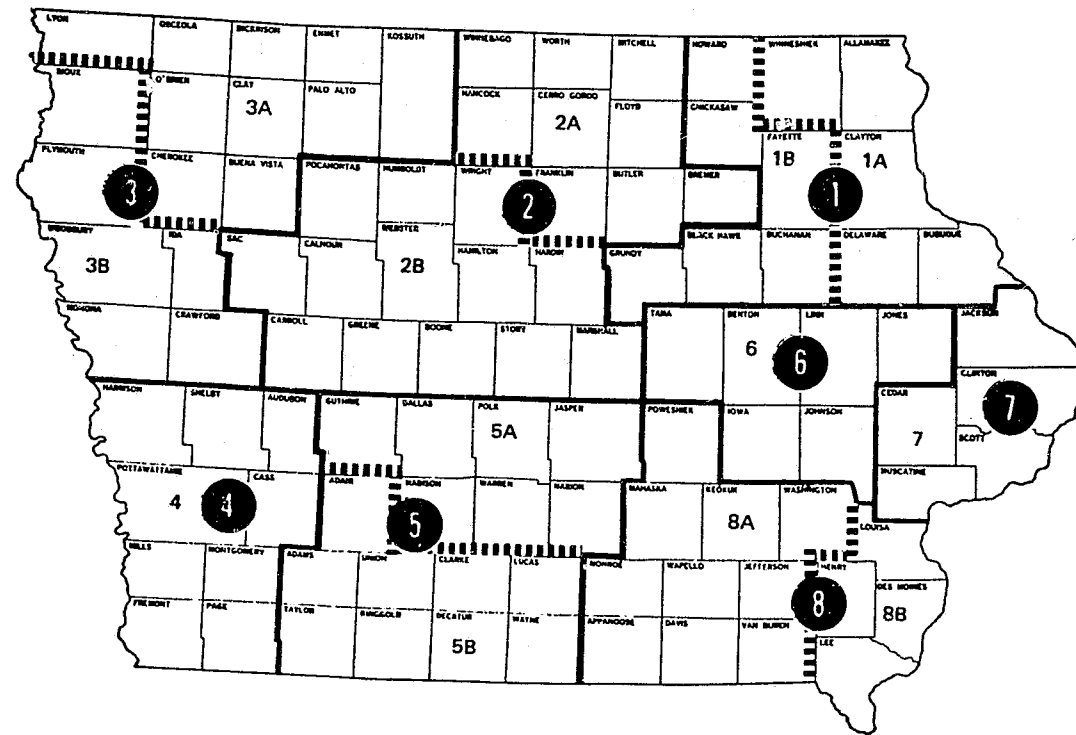 LYON
OSCEOLA
DICKINSON
EMMET
KOSSUTH
WINNEBAGO
WORTH
MITCHELL
HOWARD
WINNESHIEK
ALLAMAKEE
SIOUX
O'BRIEN
CLAY
PALO ALTO
HANCOCK
CERRO GORDO
FLOYD
CHICKASAW
3A
2A
FAYETTE
CLAYTON
1B
1A
PLYMOUTH
CHEROKEE
BUENA VISTA
POCAHONTAS
HUMBOLDT
WRIGHT
FRANKLIN
BUTLER
BREMER
3
2
1
WOODBURY
IDA
SAC
CALHOUN
WEBSTER
HAMILTON
HARDIN
GRUNDY
BLACK HAWK
BUCHANAN
DELAWARE
DUBUQUE
3B
2B
MONONA
CRAWFORD
CARROLL
GREENE
BOONE
STORY
MARSHALL
TAMA
BENTON
LINN
JONES
JACKSON
6
6
CLINTON
HARRISON
SHELBY
AUDUBON
GUTHRIE
DALLAS
POLK
JASPER
POWESHIEK
IOWA
JOHNSON
CEDAR
7
5A
7
SCOTT
MUSCATINE
POTTAWATTAMIE
CASS
ADAIR
MADISON
WARREN
MARION
MAHASKA
KEOKUK
WASHINGTON
LOUISA
4
4
5
8A
MILLS
MONTGOMERY
ADAMS
UNION
CLARKE
LUCAS
MONROE
WAPELLO
JEFFERSON
HENRY
DES MOINES
8
8B
FREMONT
PAGE
TAYLOR
RINGGOLD
DECATUR
WAYNE
APPANOOSE
DAVIS
VAN BUREN
LEE
5B